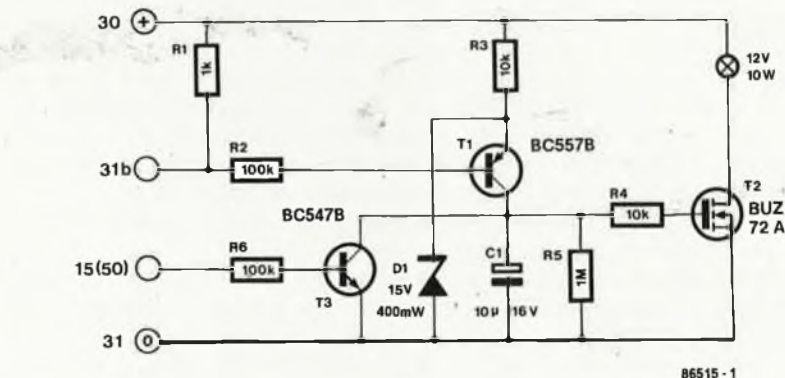 30 +
R1
1k
R3
10k
12V
10W
31b
R2
100k
T1
BC557B
R4
10k
T2
BUZ
72 A
BC547B
15(50)
R6
100k
T3
D1
15V
400mW
C1
10µ 16V
R5
1M
31 0
86515 - 1